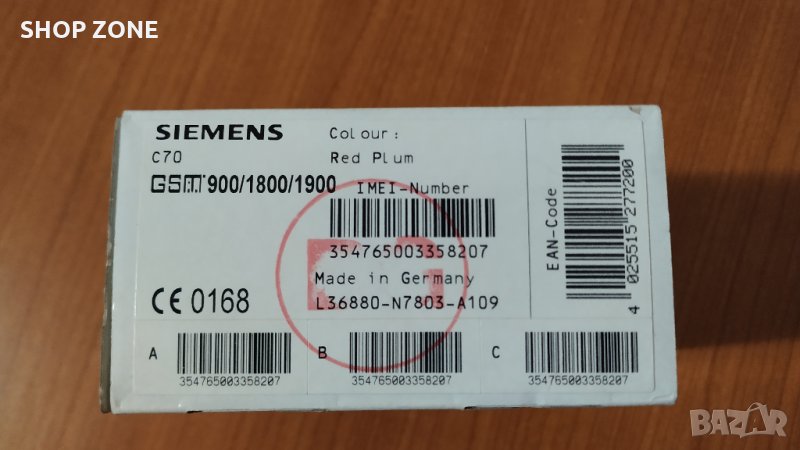 SHOP ZONE
SIEMENS
C70
GSM 900/1800/1900
Colour:
Red Plum
IMEI-Number
354765003358207
Made in Germany
L36880-N7803-A109
CE 0168
EAN-Code
4 025515 277200
A
354765003358207
B
354765003358207
C
354765003358207
BAZAR